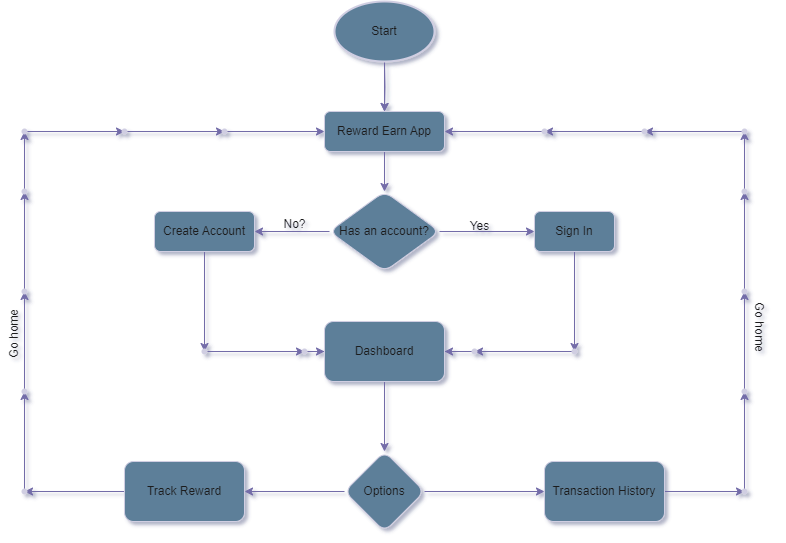 Start
Reward Earn App
No?
Yes
Create Account
Has an account?
Sign In
Go home
Go home
Dashboard
Track Reward
Options
Transaction History